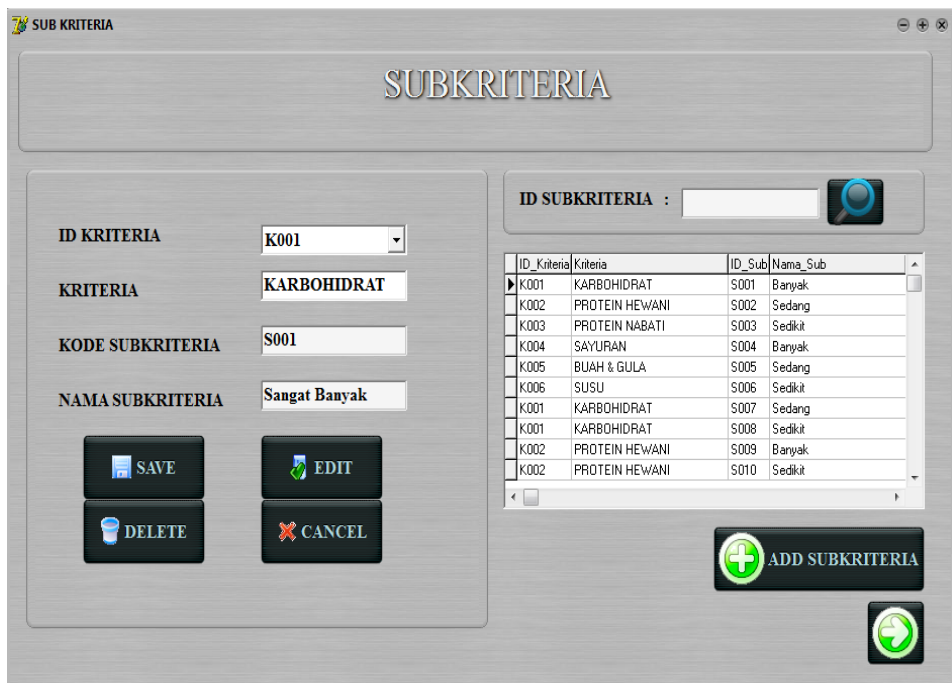 SUB KRITERIA
SUBKRITERIA
ID KRITERIA K001
KRITERIA KARBOHIDRAT
KODE SUBKRITERIA S001
NAMA SUBKRITERIA Sangat Banyak
SAVE EDIT
DELETE CANCEL
ID SUBKRITERIA :
ID_Kriteria Kriteria ID_Sub Nama_Sub
K001 KARBOHIDRAT S001 Banyak
K002 PROTEIN HEWANI S002 Sedang
K003 PROTEIN NABATI S003 Sedikit
K004 SAYURAN S004 Banyak
K005 BUAH & GULA S005 Sedang
K006 SUSU S006 Sedikit
K001 KARBOHIDRAT S007 Sedang
K001 KARBOHIDRAT S008 Sedikit
K002 PROTEIN HEWANI S009 Banyak
K002 PROTEIN HEWANI S010 Sedikit
ADD SUBKRITERIA